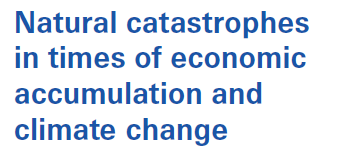 Natural catastrophes
in times of economic
accumulation and
climate change